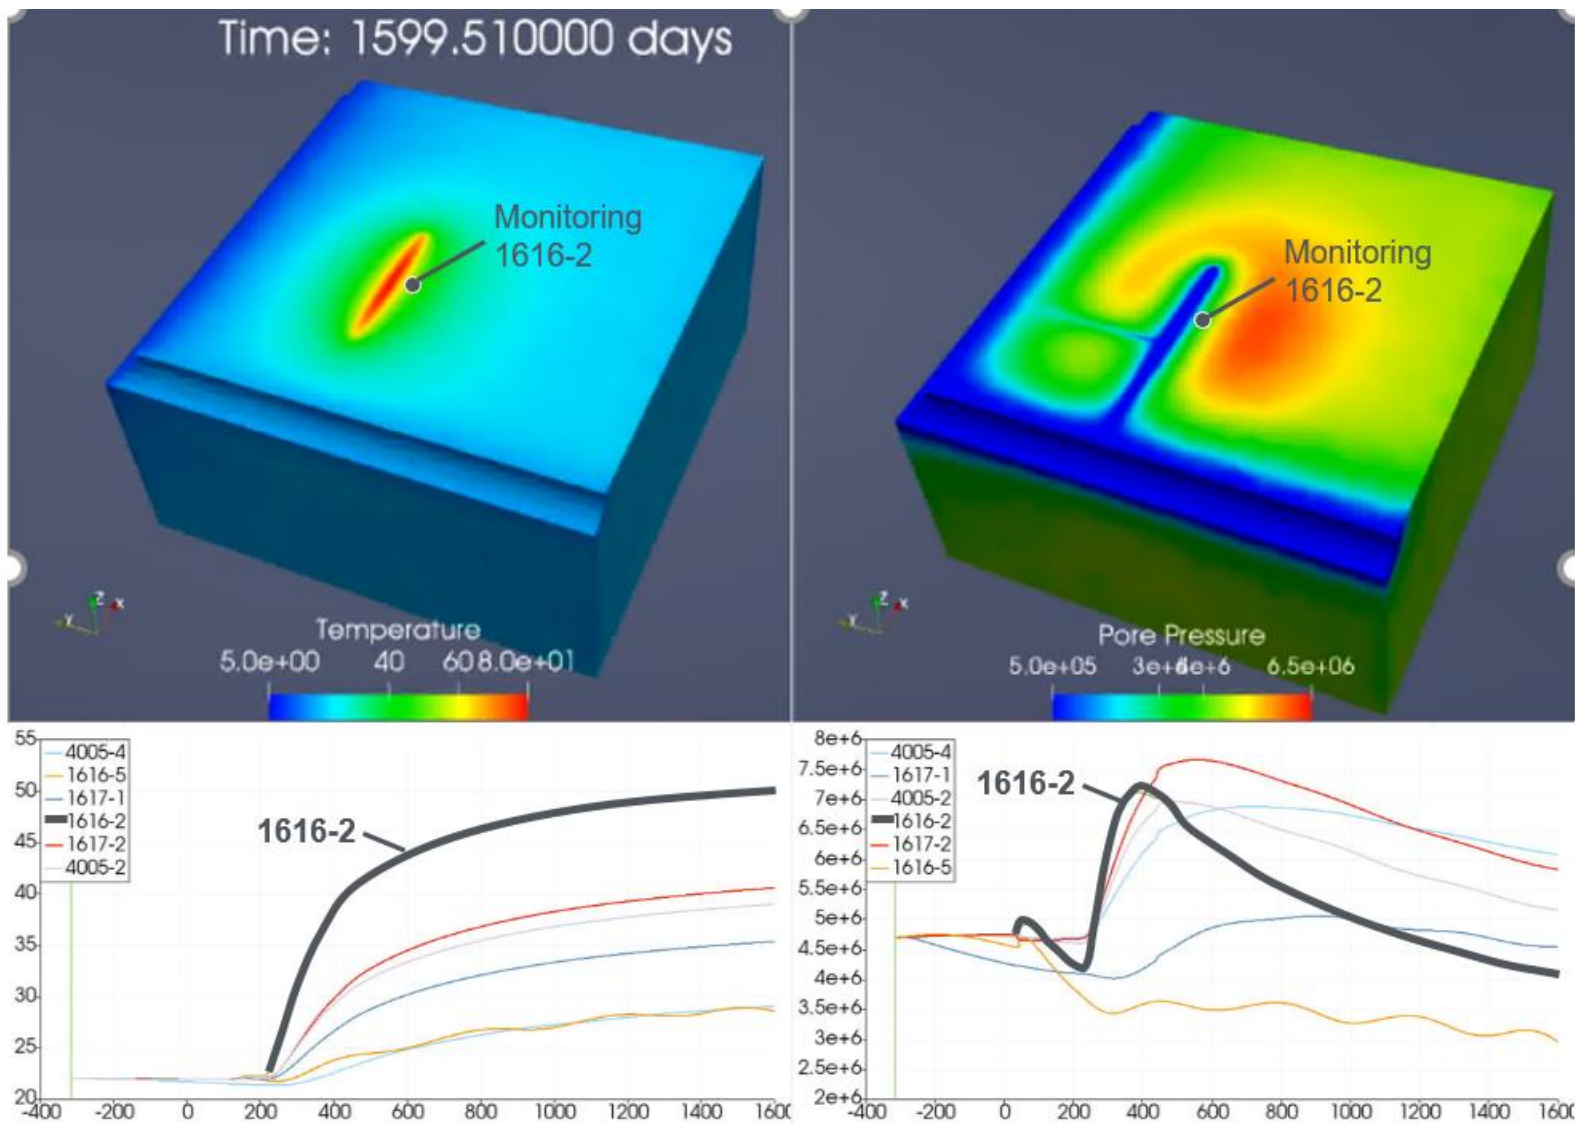 Time: 1599.510000 days
Monitoring
1616-2
Monitoring
1616-2
Z
X
Y
Temperature
5.0e+00 40 60 8.0e+01
Z
X
Y
Pore Pressure
5.0e+05 3e+6 4e+6 6.5e+06
55
50
45
40
35
30
25
20
4005-4
1616-5
1617-1
1616-2
1617-2
4005-2
1616-2
-400 -200 0 200 400 600 800 1000 1200 1400 160
8e+6
7.5e+6
7e+6
6.5e+6
6e+6
5.5e+6
5e+6
4.5e+6
4e+6
3.5e+6
3e+6
2.5e+6
2e+6
4005-4
1617-1
4005-2
1616-2
1617-2
1616-5
1616-2
-400 -200 0 200 400 600 800 1000 1200 1400 160